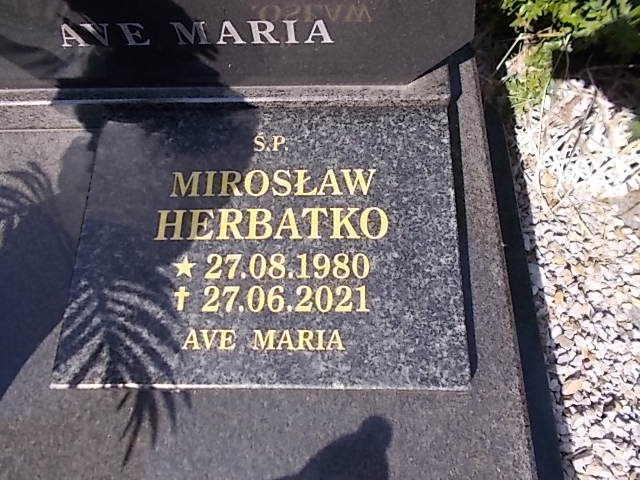 AVE MARIA
Ś.P.
MIROSŁAW
HERBATKO
★ 27.08.1980
✝ 27.06.2021
AVE MARIA